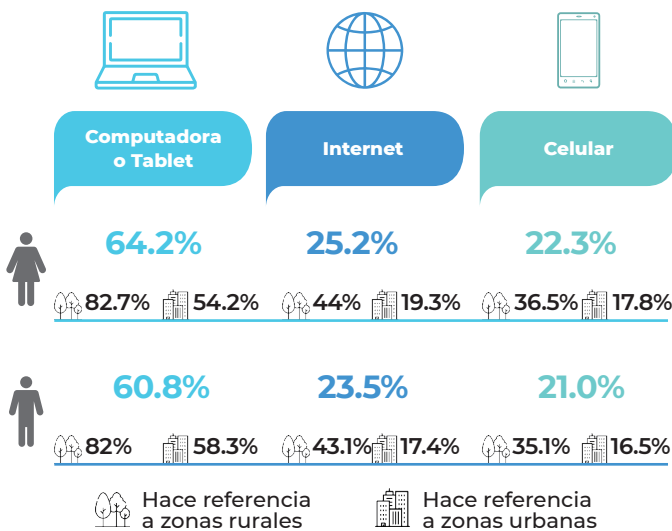 Computadora
o Tablet
Internet
Celular
64.2%
25.2%
22.3%
82.7%
54.2%
44%
19.3%
36.5%
17.8%
60.8%
23.5%
21.0%
82%
58.3%
43.1%
17.4%
35.1%
16.5%
Hace referencia
a zonas rurales
Hace referencia
a zonas urbanas